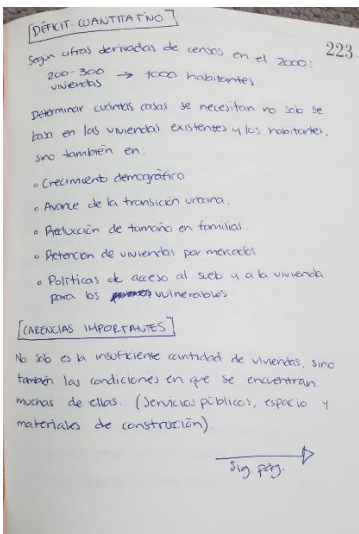 [DÉFICIT CUANTITATIVO]
223
Según cifras derivadas de censos en el 2000:
200-300 → 1000 habitantes.
viviendas
Determinar cuántas casas se necesitan no solo se
basa en las viviendas existentes y los habitantes,
sino también en:
• Crecimiento demográfico
• Avance de la transición urbana.
• Reducción de tamaño en familias.
• Retención de viviendas por mercados.
• Políticas de acceso al suelo y a la vivienda
para los vulnerables.
[CARENCIAS IMPORTANTES]
No solo es la insuficiente cantidad de viviendas, sino
también las condiciones en que se encuentran
muchas de ellas. (Servicios públicos, espacio y
materiales de construcción).
Sig. pág.